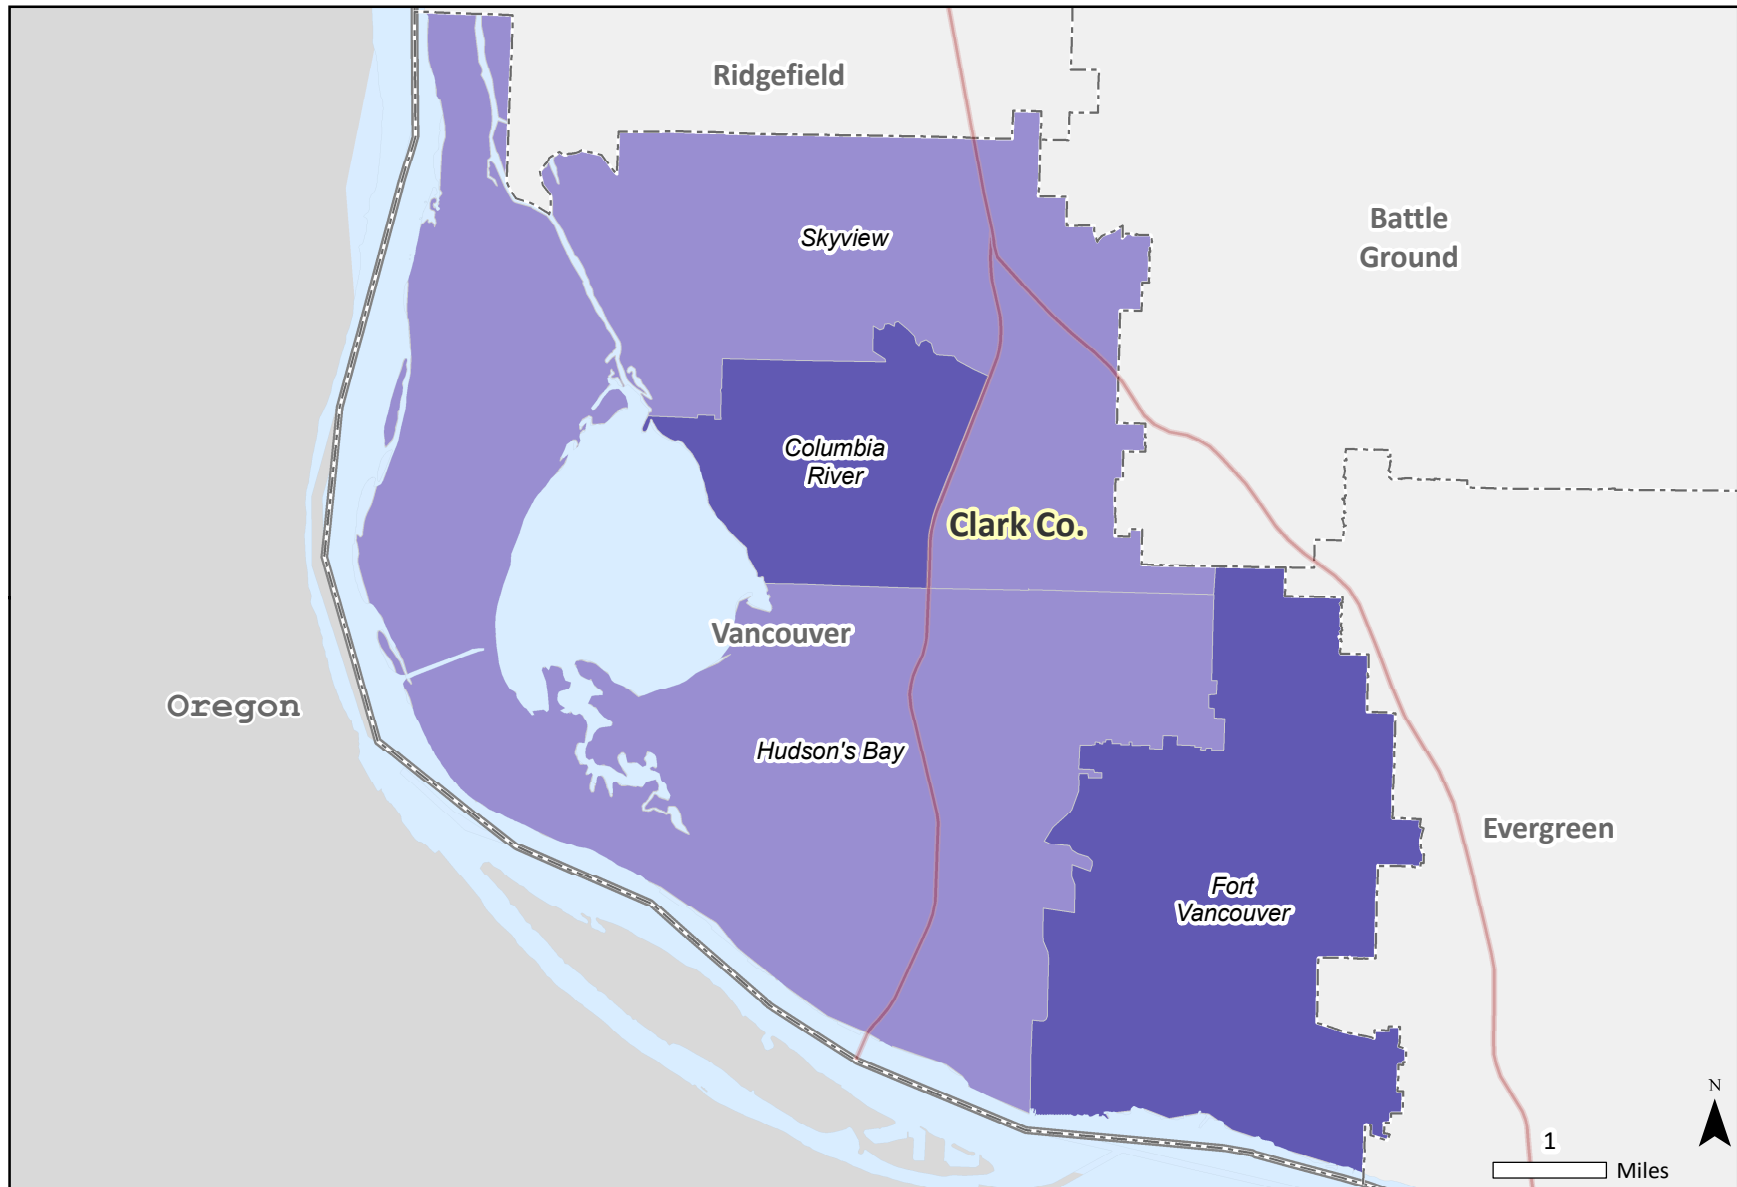 Ridgefield
Battle
Ground
Skyview
Columbia
River
Clark Co.
Vancouver
Oregon
Hudson's Bay
Evergreen
Fort
Vancouver
N
1
Miles